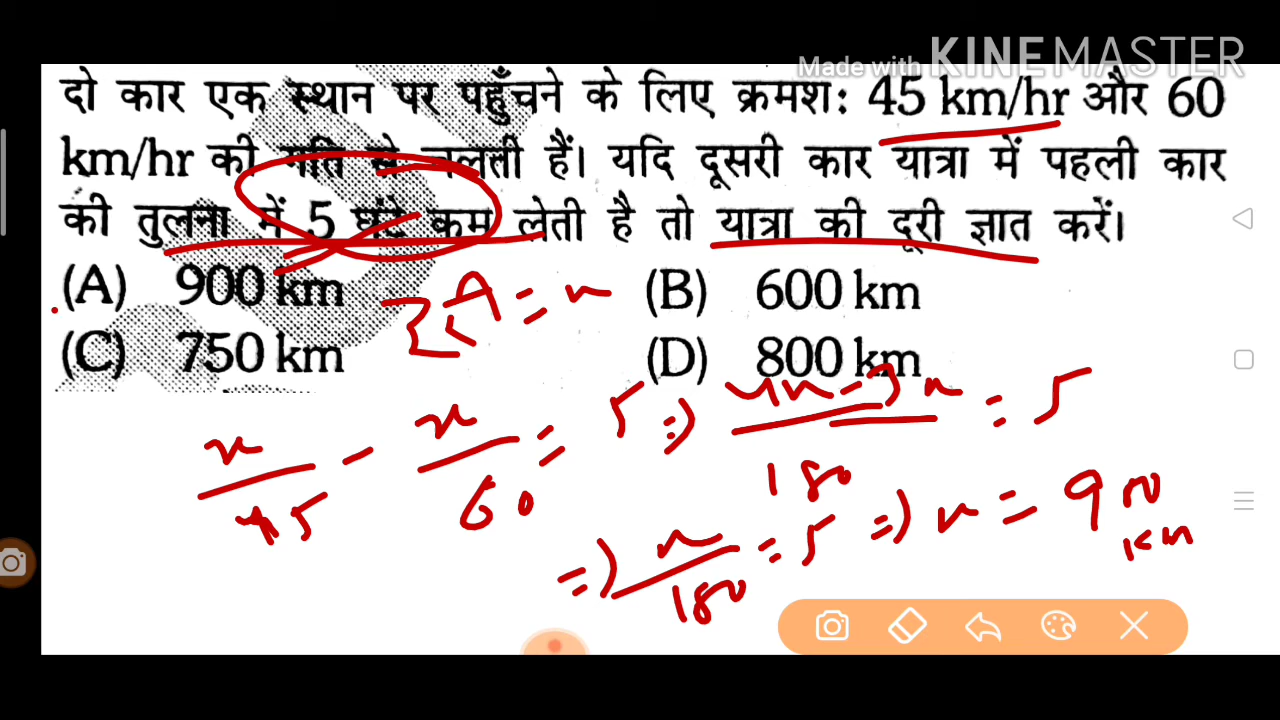 Made with KINEMASTER
दो कार एक स्थान पर पहुँचने के लिए क्रमश: 45 km/hr और 60
km/hr की गति से चलती हैं। यदि दूसरी कार यात्रा में पहली कार
की तुलना में 5 घंटे कम लेती है तो यात्रा की दूरी ज्ञात करें।
(A) 900 km (B) 600 km
(C) 750 km (D) 800 km
= x
x/45 - x/60 = 5 => 4x-3x/180 = 5
=> x/180 = 5 => x = 900 km